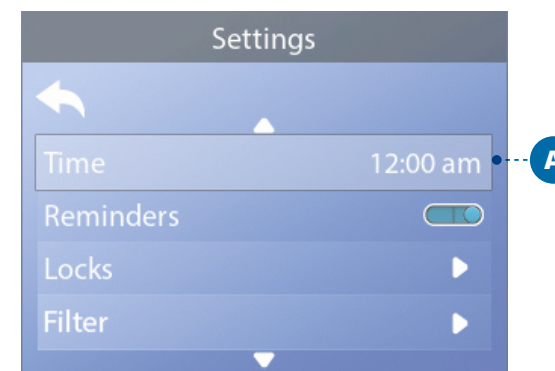 Settings
Time 12:00 am
A
Reminders
Locks
Filter